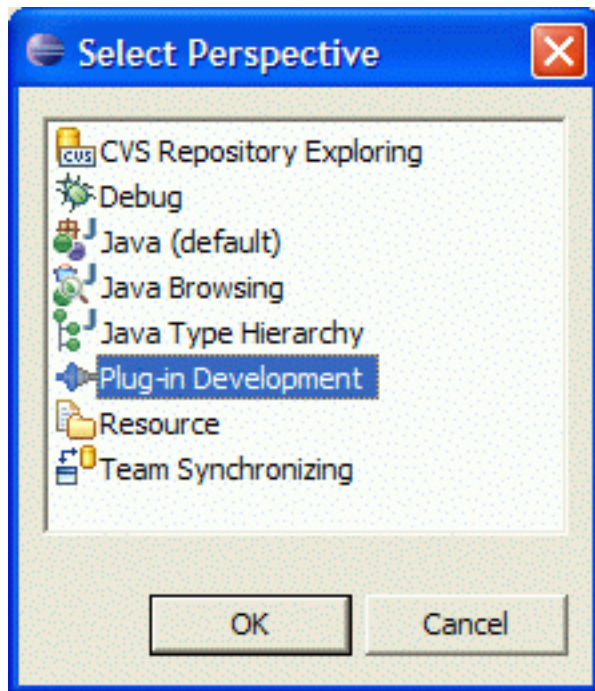 Select Perspective
CVS CVS Repository Exploring
Debug
J Java (default)
J Java Browsing
J Java Type Hierarchy
Plug-in Development
Resource
Team Synchronizing
OK Cancel